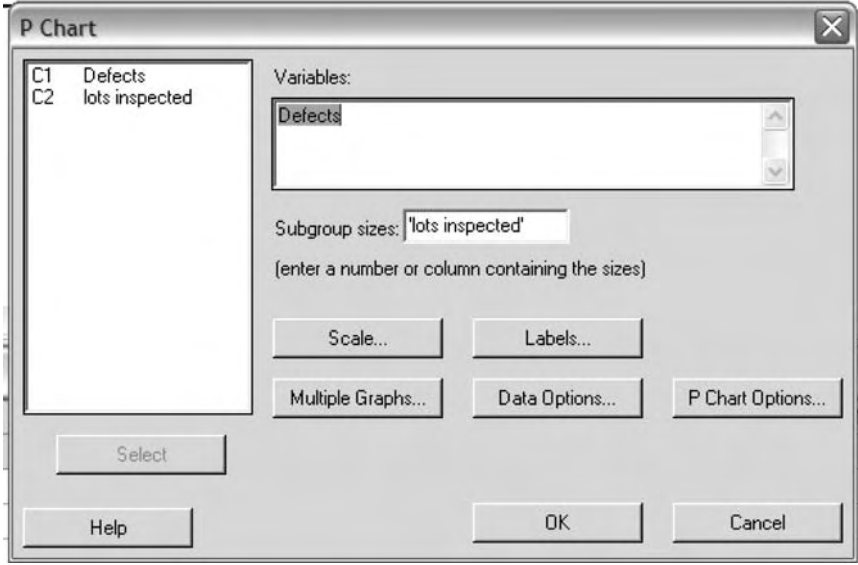 P Chart
C1 Defects
C2 lots inspected
Variables:
Defects
Subgroup sizes: 'lots inspected'
(enter a number or column containing the sizes)
Scale...
Labels...
Multiple Graphs...
Data Options...
P Chart Options...
Select
Help
OK
Cancel